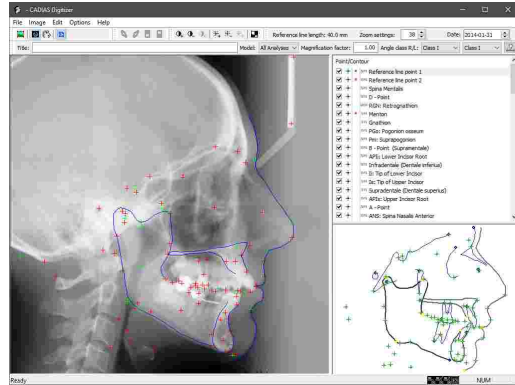 - CADIAS Digitizer
File Image Edit Options Help
Reference line length: 40.0 mm Zoom settings: 38 Date: 2014-01-31
Title: Model: All Analyses Magnification factor: 1.00 Angle class R/L: Class I Class I
Point/Contour
Reference line point 1
Reference line point 2
Spina Mentalis
D - Point
RGN: Retrognathion
Menton
Gnathion
PGo: Pogonion osseum
Pm: Suprapogonion
B - Point (Supramentale)
APIi: Lower Incisor Root
Infradentale (Dentale inferius)
Ii: Tip of Lower Incisor
Is: Tip of Upper Incisor
Supradentale (Dentale superius)
APIs: Upper Incisor Root
A - Point
ANS: Spina Nasalis Anterior
Ready NUM